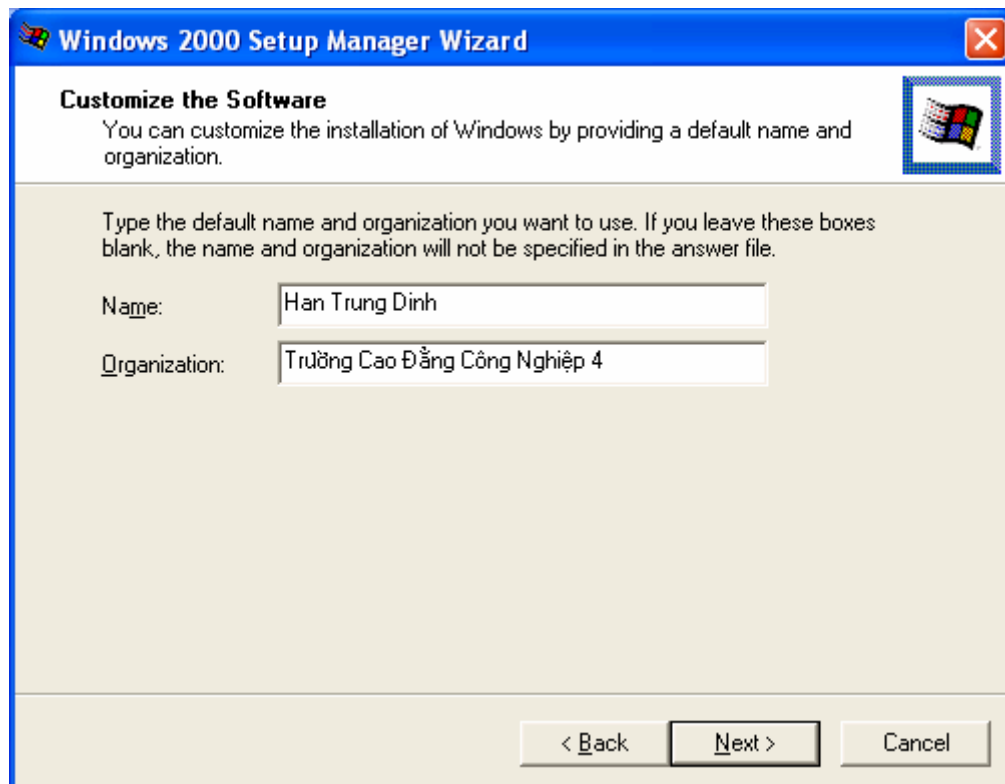 Windows 2000 Setup Manager Wizard
Customize the Software
You can customize the installation of Windows by providing a default name and
organization.
Type the default name and organization you want to use. If you leave these boxes
blank, the name and organization will not be specified in the answer file.
Name:
Han Trung Dinh
Organization:
Trường Cao Đẳng Công Nghiệp 4
< Back
Next >
Cancel